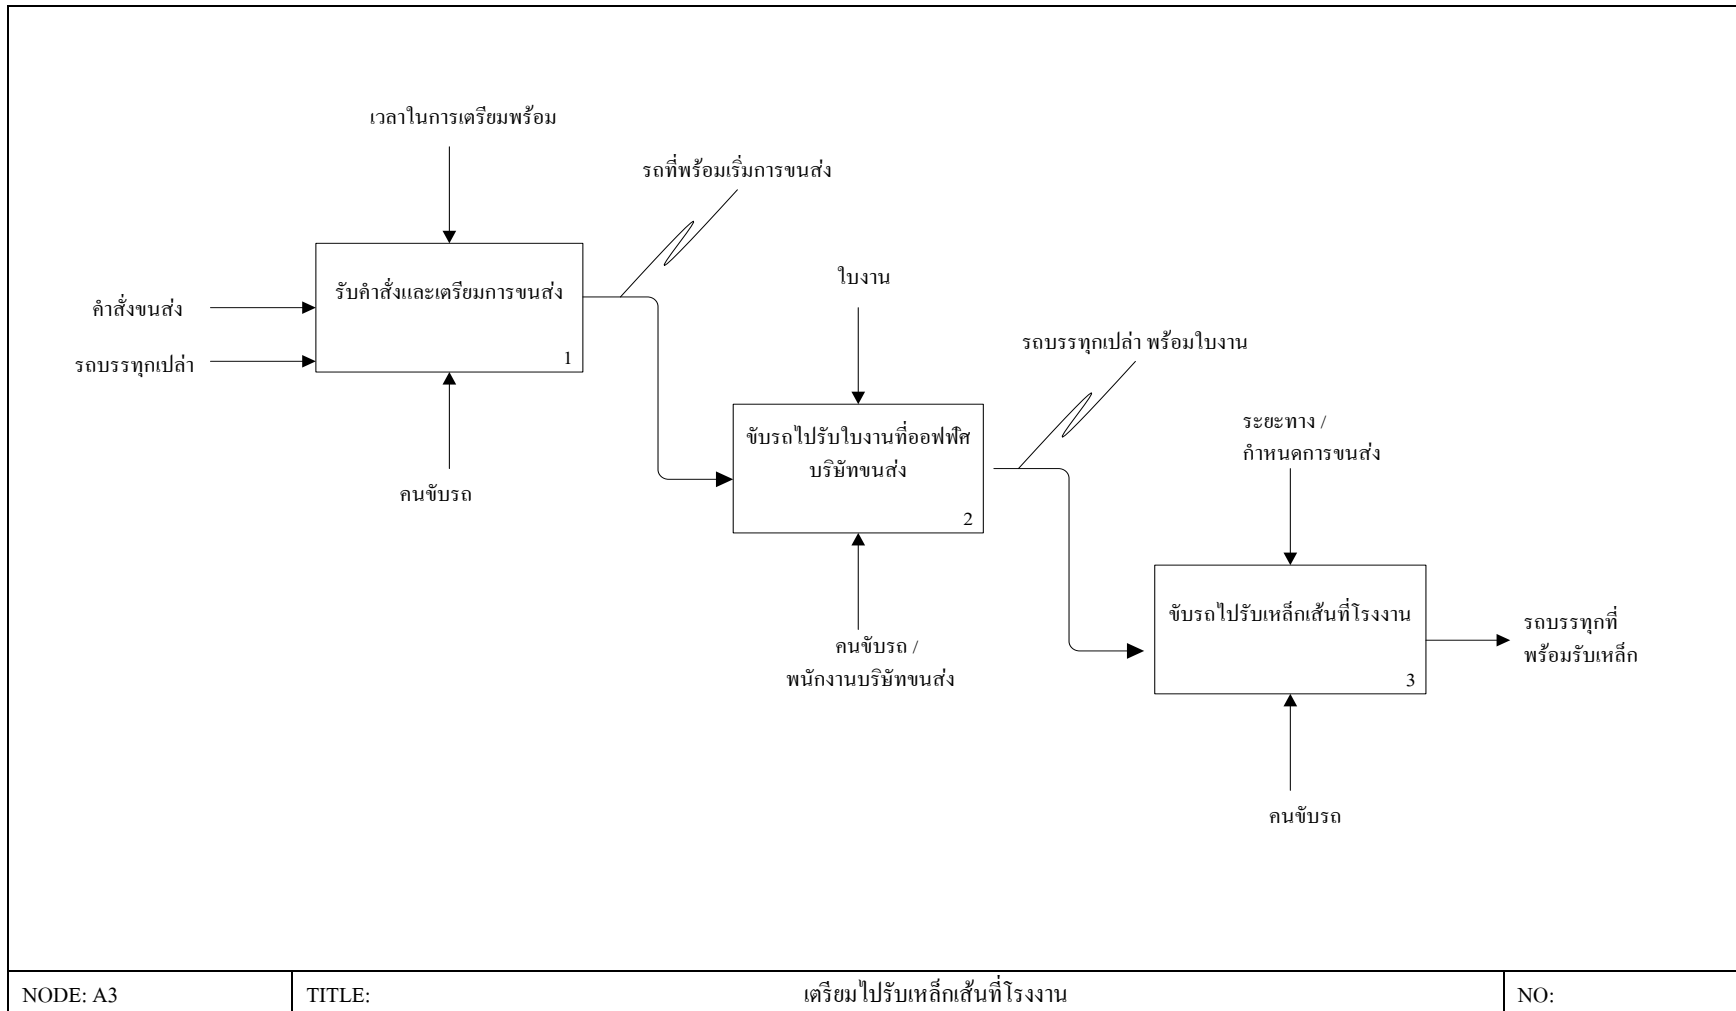 เวลาในการเตรียมพร้อม
รถที่พร้อมเริ่มการขนส่ง
รับคำสั่งและเตรียมการขนส่ง
1
คำสั่งขนส่ง
รถบรรทุกเปล่า
คนขับรถ
ใบงาน
รถบรรทุกเปล่า พร้อมใบงาน
ขับรถไปรับใบงานที่ออฟฟิศ
บริษัทขนส่ง
2
คนขับรถ /
พนักงานบริษัทขนส่ง
ระยะทาง /
กำหนดการขนส่ง
ขับรถไปรับเหล็กเส้นที่โรงงาน
3
รถบรรทุกที่
พร้อมรับเหล็ก
คนขับรถ
NODE: A3
TITLE:
เตรียมไปรับเหล็กเส้นที่โรงงาน
NO: